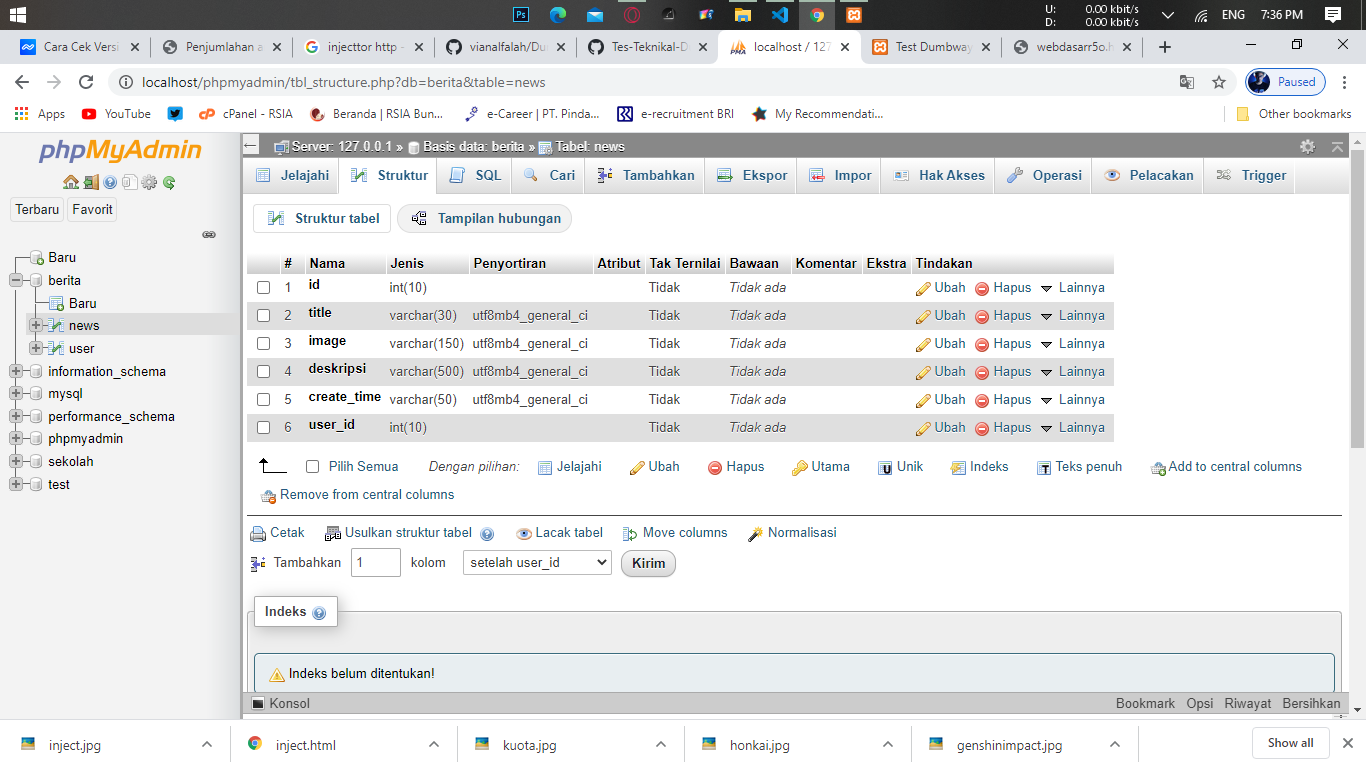 Ps U: 0.00 kbit/s D: 0.00 kbit/s ENG 7:36 PM
Cara Cek Versi Penjumlahan a injecttor http - vianalfalah/Du Tes-Teknikal-D localhost / 127 Test Dumbway webdasarr5o.h
localhost/phpmyadmin/tbl_structure.php?db=berita&table=news Paused
Apps YouTube cPanel - RSIA Beranda | RSIA Bun... e-Career | PT. Pinda... e-recruitment BRI My Recommendati... Other bookmarks
phpMyAdmin
Terbaru Favorit
Baru
berita
Baru
news
user
information_schema
mysql
performance_schema
phpmyadmin
sekolah
test
Server: 127.0.0.1 » Basis data: berita » Tabel: news
Jelajahi Struktur SQL Cari Tambahkan Ekspor Impor Hak Akses Operasi Pelacakan Trigger
Struktur tabel Tampilan hubungan
# Nama Jenis Penyortiran Atribut Tak Ternilai Bawaan Komentar Ekstra Tindakan
1 id int(10) Tidak Tidak ada Ubah Hapus Lainnya
2 title varchar(30) utf8mb4_general_ci Tidak Tidak ada Ubah Hapus Lainnya
3 image varchar(150) utf8mb4_general_ci Tidak Tidak ada Ubah Hapus Lainnya
4 deskripsi varchar(500) utf8mb4_general_ci Tidak Tidak ada Ubah Hapus Lainnya
5 create_time varchar(50) utf8mb4_general_ci Tidak Tidak ada Ubah Hapus Lainnya
6 user_id int(10) Tidak Tidak ada Ubah Hapus Lainnya
Pilih Semua Dengan pilihan: Jelajahi Ubah Hapus Utama Unik Indeks Teks penuh Add to central columns
Remove from central columns
Cetak Usulkan struktur tabel Lacak tabel Move columns Normalisasi
Tambahkan 1 kolom setelah user_id Kirim
Indeks
Indeks belum ditentukan!
Konsol Bookmark Opsi Riwayat Bersihkan
inject.jpg inject.html kuota.jpg honkai.jpg genshinimpact.jpg Show all